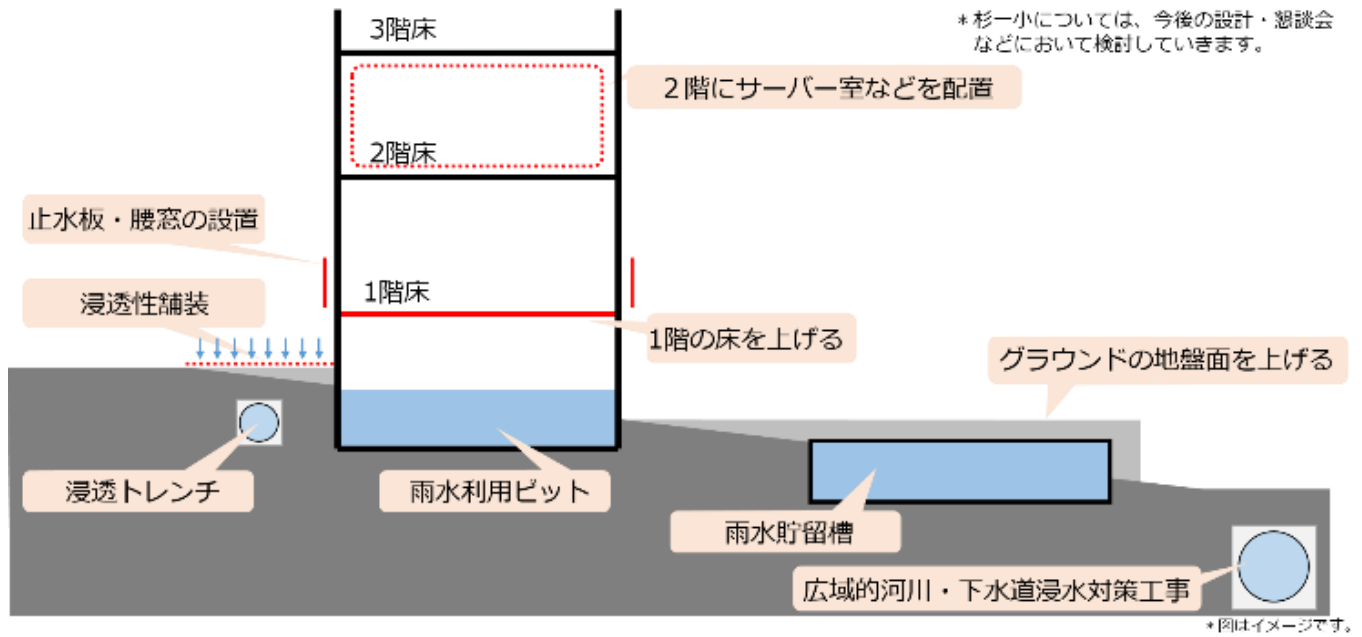 3階床
*杉一小については、今後の設計・懇談会
などにおいて検討していきます。
2階にサーバー室などを配置
2階床
止水板・腰窓の設置
1階床
浸透性舗装
1階の床を上げる
グラウンドの地盤面を上げる
浸透トレンチ
雨水利用ピット
雨水貯留槽
広域的河川・下水道浸水対策工事
*図はイメージです。